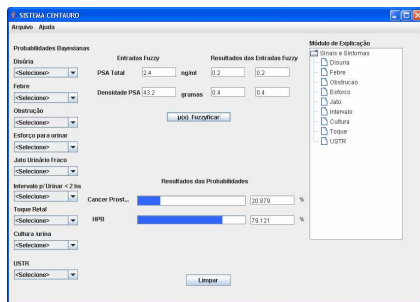 SISTEMA CENTAURO
Arquivo Ajuda
Probabilidades Bayesianas
Disúria
<Selecione>
Febre
<Selecione>
Obstrução
<Selecione>
Esforço para urinar
<Selecione>
Jato Urinário Fraco
<Selecione>
Intervalo p/ Urinar < 2 hs
<Selecione>
Toque Retal
<Selecione>
Cultura /urina
<Selecione>
USTR
<Selecione>
Entradas Fuzzy
Resultados das Entradas Fuzzy
PSA Total 2.4 ng/ml 0.2 0.2
Densidade PSA 43.2 gramas 0.4 0.4
μ(x) Fuzzyficar
Resultados das Probabilidades
Cancer Prost... 20.879 %
HPB 79.121 %
Limpar
Módulo de Explicação
Sinais e Sintomas
Disuria
Febre
Obstrucao
Esforco
Jato
Intervalo
Cultura
Toque
USTR